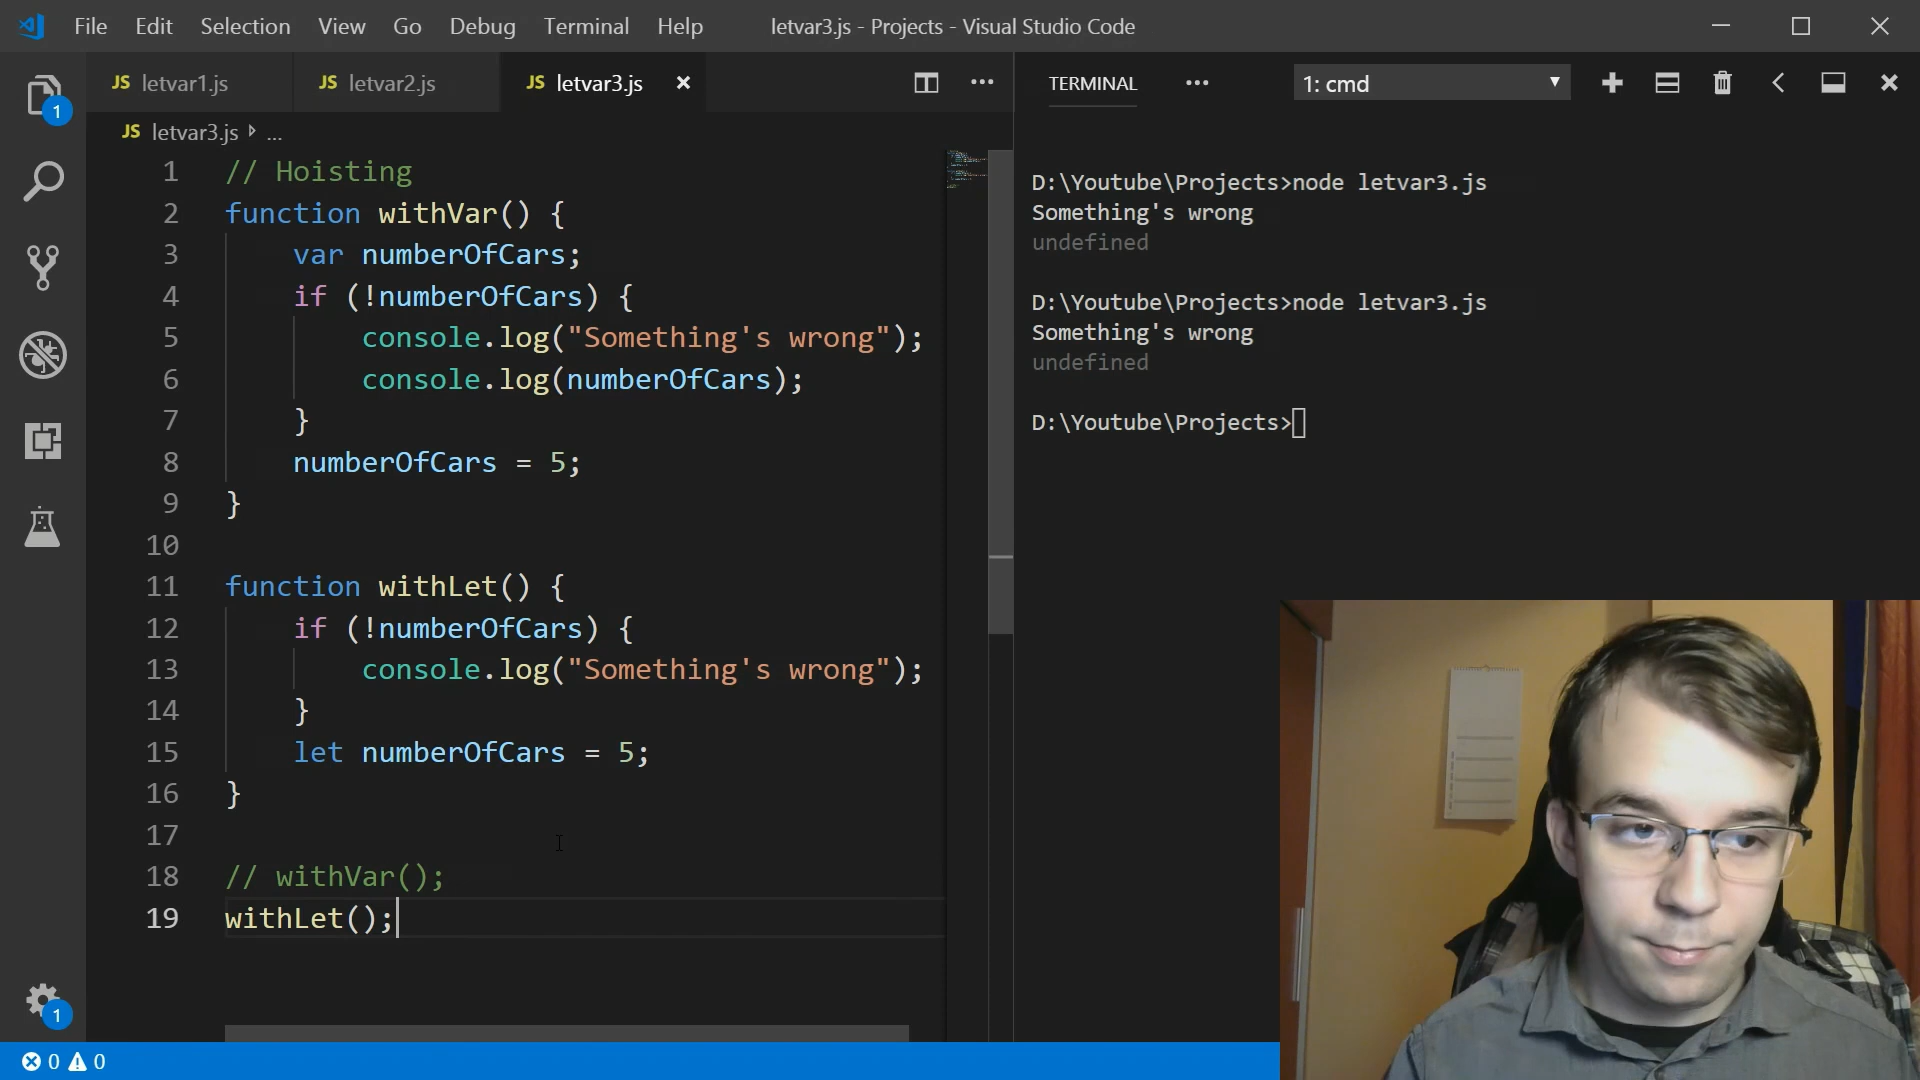 File Edit Selection View Go Debug Terminal Help letvar3.js - Projects - Visual Studio Code
JS letvar1.js JS letvar2.js JS letvar3.js
JS letvar3.js ...
1 // Hoisting
2 function withVar() {
3 var numberOfCars;
4 if (!numberOfCars) {
5 console.log("Something's wrong");
6 console.log(numberOfCars);
7 }
8 numberOfCars = 5;
9 }
10
11 function withLet() {
12 if (!numberOfCars) {
13 console.log("Something's wrong");
14 }
15 let numberOfCars = 5;
16 }
17
18 // withVar();
19 withLet();
TERMINAL ... 1: cmd
D:\Youtube\Projects>node letvar3.js
Something's wrong
undefined
D:\Youtube\Projects>node letvar3.js
Something's wrong
undefined
D:\Youtube\Projects>
1
1
0 0